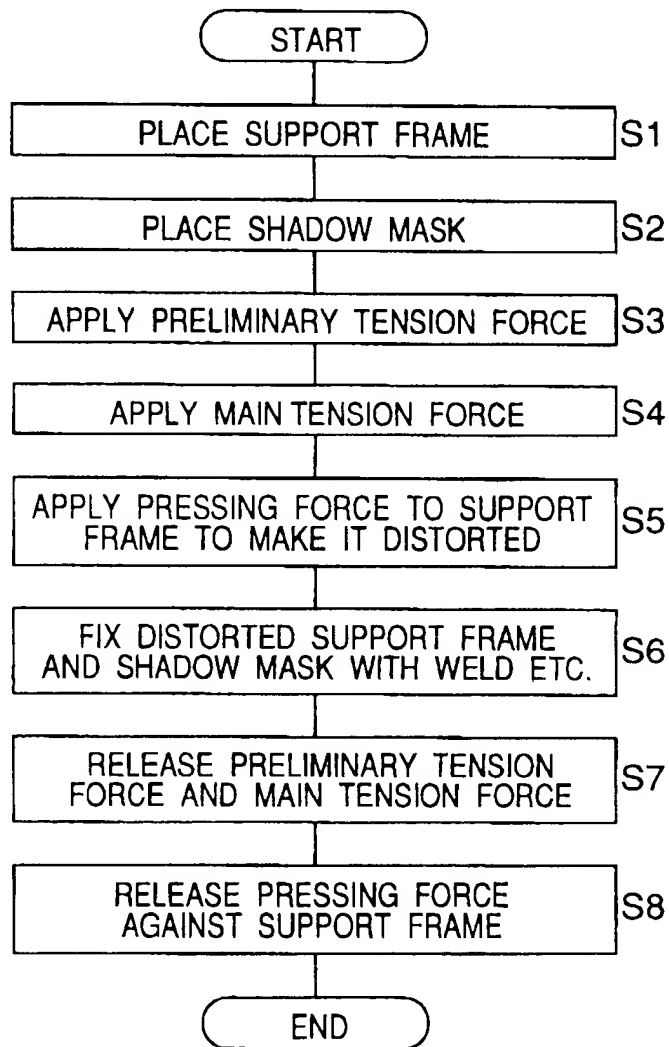 START
PLACE SUPPORT FRAME S1
PLACE SHADOW MASK S2
APPLY PRELIMINARY TENSION FORCE S3
APPLY MAIN TENSION FORCE S4
APPLY PRESSING FORCE TO SUPPORT
FRAME TO MAKE IT DISTORTED S5
FIX DISTORTED SUPPORT FRAME
AND SHADOW MASK WITH WELD ETC. S6
RELEASE PRELIMINARY TENSION
FORCE AND MAIN TENSION FORCE S7
RELEASE PRESSING FORCE
AGAINST SUPPORT FRAME S8
END